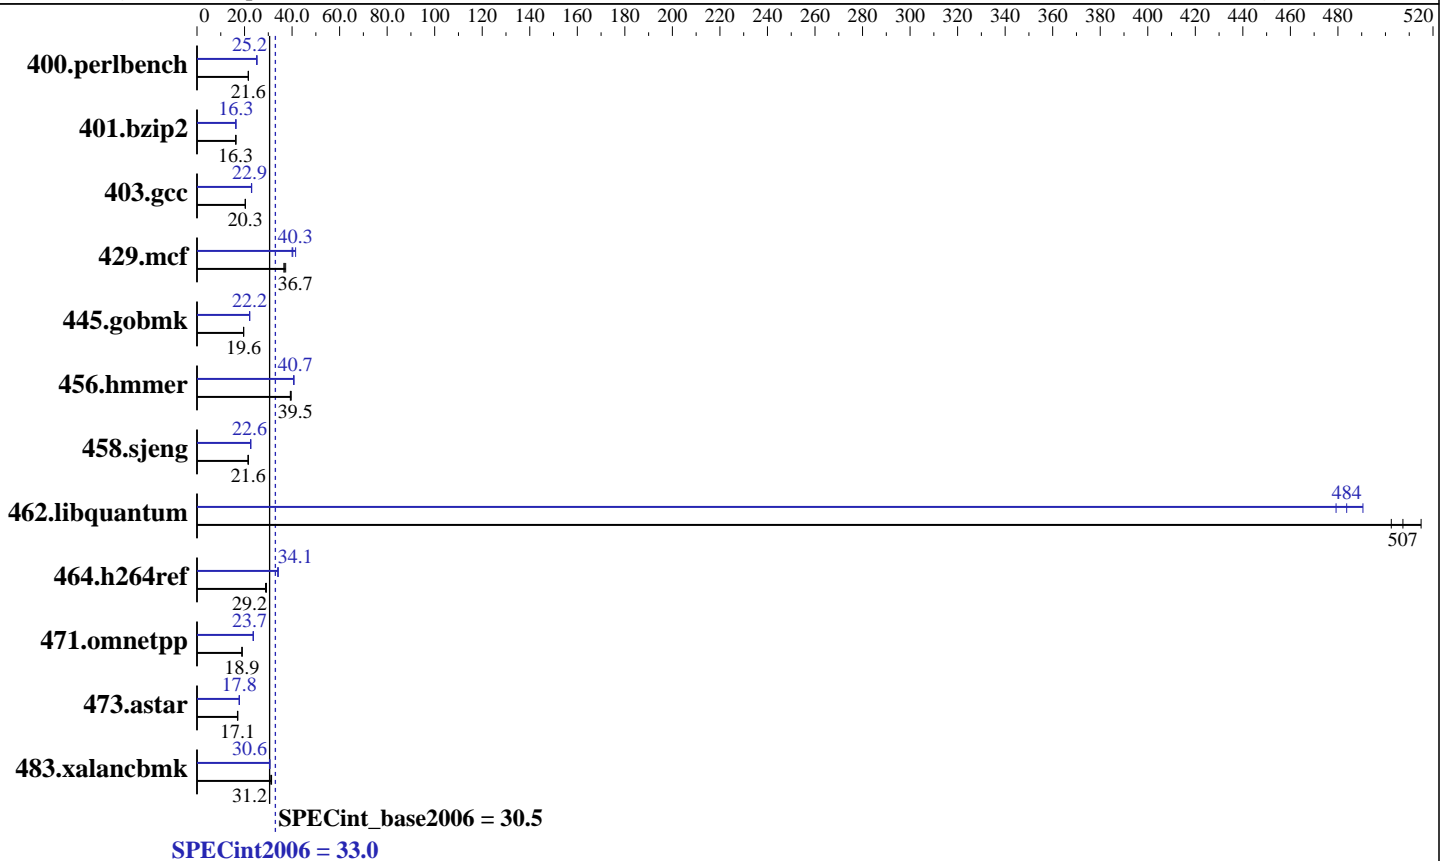 0 20.0 40.0 60.0 80.0 100 120 140 160 180 200 220 240 260 280 300 320 340 360 380 400 420 440 460 480 520
25.2
400.perlbench
21.6
16.3
401.bzip2
16.3
22.9
403.gcc
20.3
40.3
429.mcf
36.7
22.2
445.gobmk
19.6
40.7
456.hmmer
39.5
22.6
458.sjeng
21.6
484
462.libquantum
507
34.1
464.h264ref
29.2
23.7
471.omnetpp
18.9
17.8
473.astar
17.1
30.6
483.xalancbmk
31.2
SPECint_base2006 = 30.5
SPECint2006 = 33.0